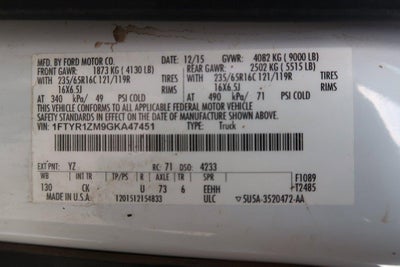 MFD. BY FORD MOTOR CO.
DATE: 12/15 GVWR: 4082 KG ( 9000 LB)
FRONT GAWR: 1873 KG ( 4130 LB) REAR GAWR: 2502 KG ( 5515 LB)
235/65R16C 121/119R TIRES WITH 235/65R16C 121/119R TIRES
16X6.5J RIMS 16X6.5J RIMS
AT 340 kPa/ 49 PSI COLD AT 490 kPa/ 71 PSI COLD
THIS VEHICLE CONFORMS TO ALL APPLICABLE FEDERAL MOTOR VEHICLE
SAFETY STANDARDS IN EFFECT ON THE DATE OF MANUFACTURE SHOWN ABOVE.
VIN: 1FTYR1ZM9GKA47451 TYPE: Truck
EXT PNT: YZ RC: 71 DSO: 4233
WB INT TR TP/PS R AXLE TR SPR F1089
130 CK U 73 6 EEHH T2485
MADE IN U.S.A. 1201512154833 ULC 5U5A-3520472-AA